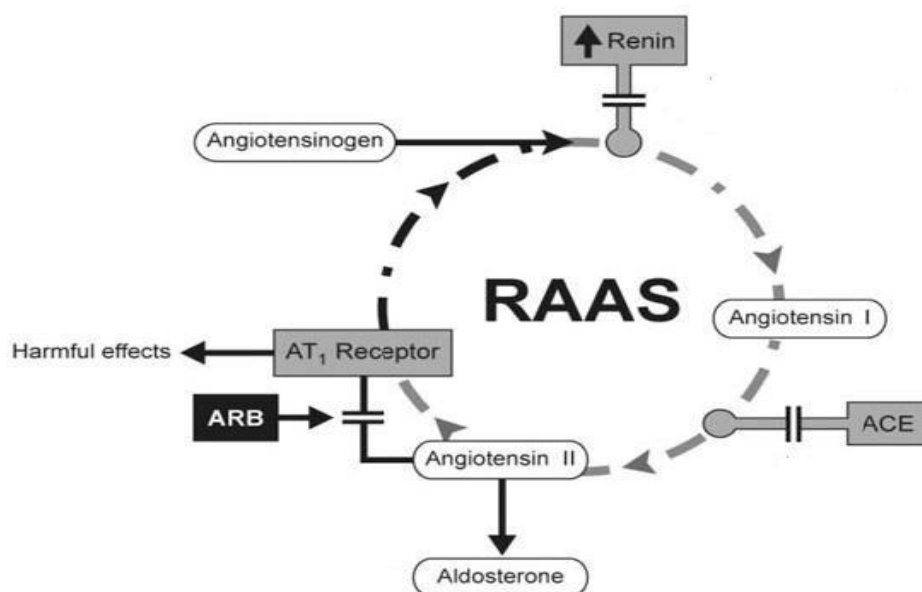 Renin
Angiotensinogen
RAAS
Angiotensin I
Harmful effects
AT₁ Receptor
ARB
ACE
Angiotensin II
Aldosterone